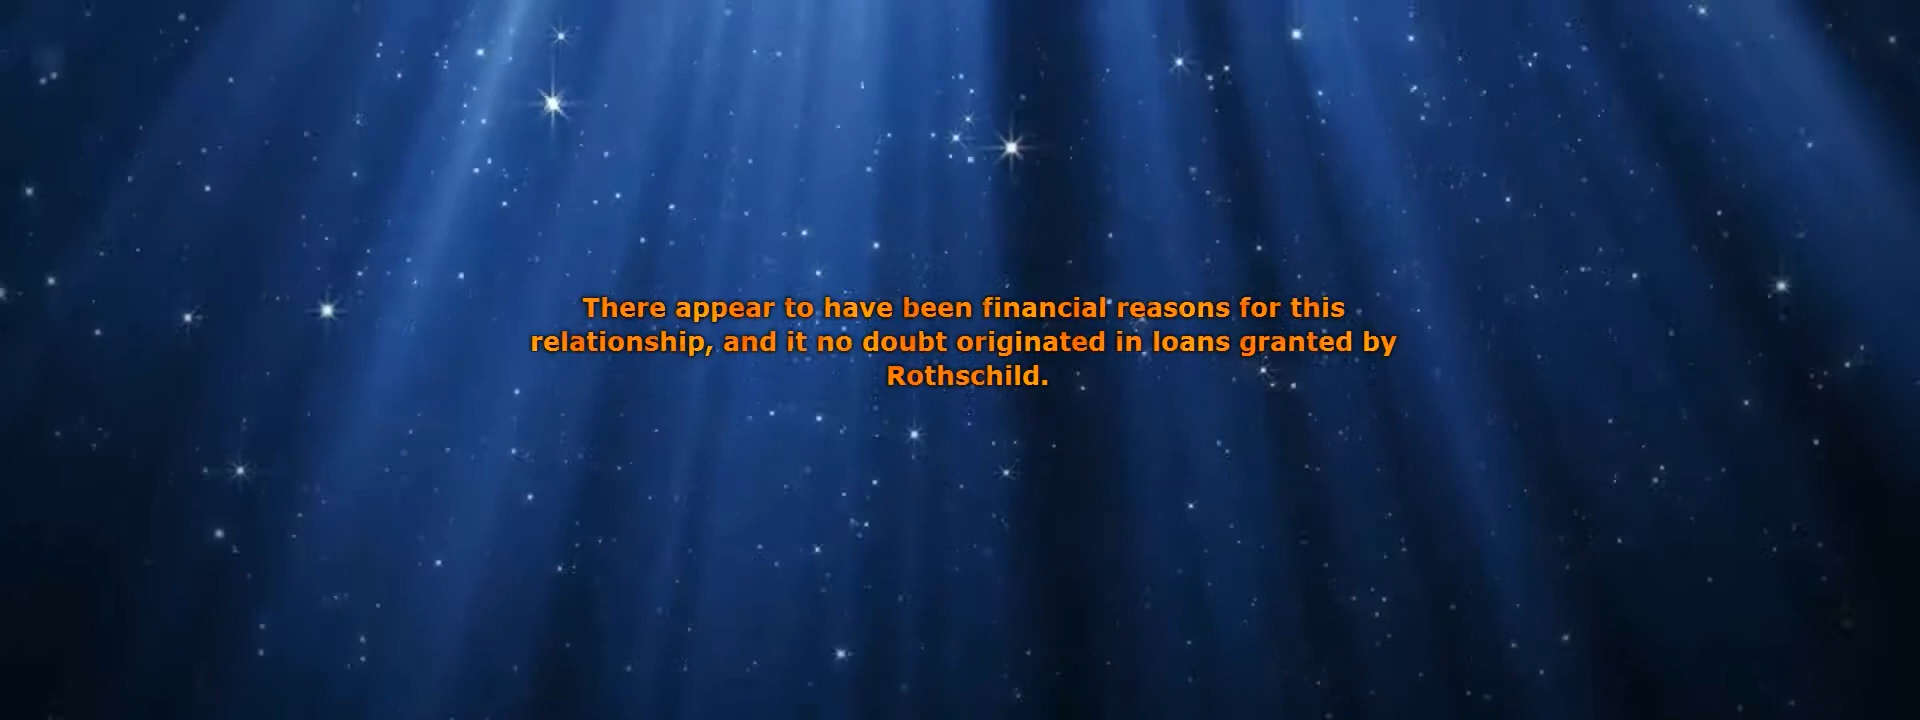 There appear to have been financial reasons for this
relationship, and it no doubt originated in loans granted by
Rothschild.